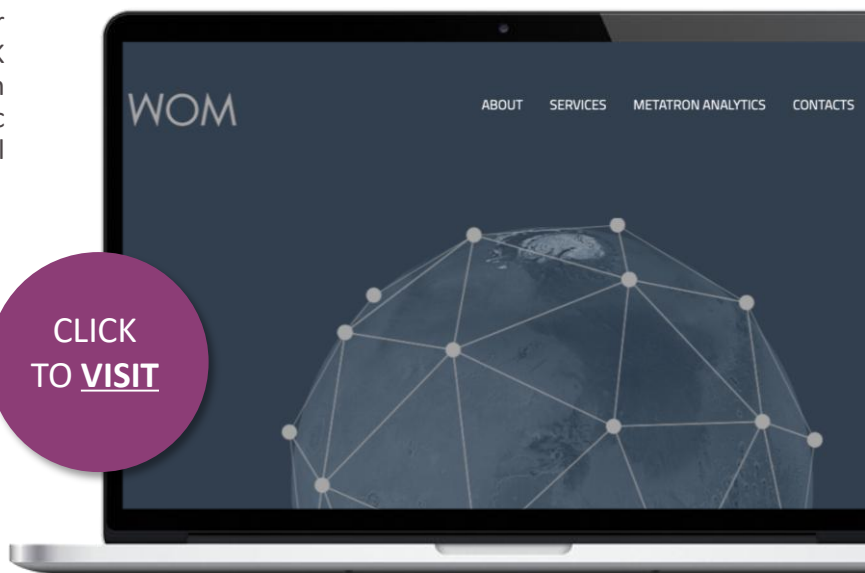 WOM
ABOUT SERVICES METATRON ANALYTICS CONTACTS
CLICK
TO VISIT